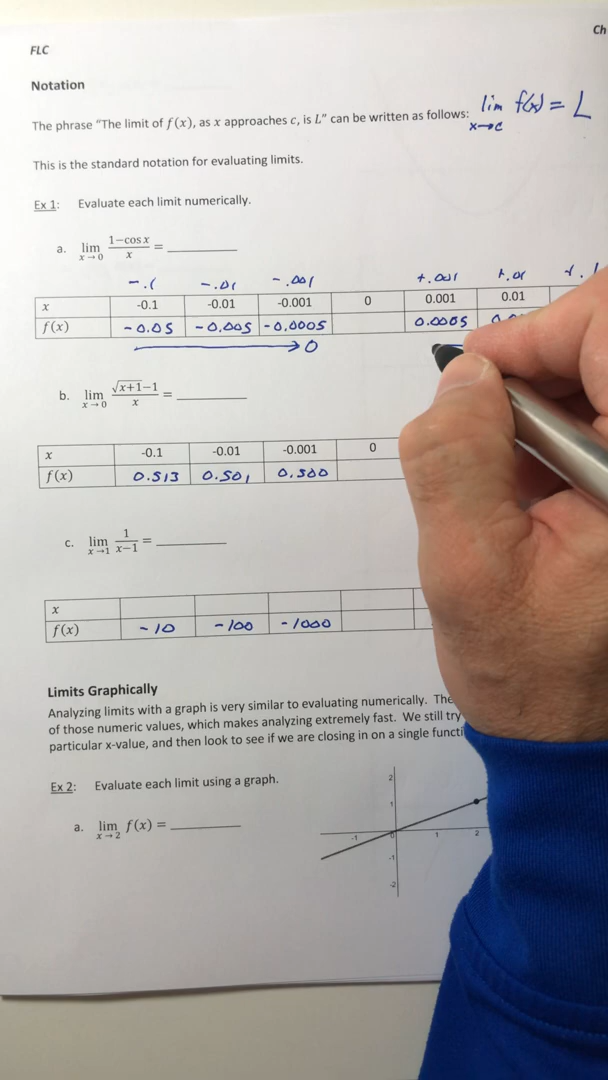 Ch
FLC
Notation
The phrase "The limit of f(x), as x approaches c, is L" can be written as follows: lim x→c f(x) = L
This is the standard notation for evaluating limits.
Ex 1: Evaluate each limit numerically.
a. lim x→0 1−cos x / x = ________
-.1 -.01 -.001 +.001 +.01 +.1
x -0.1 -0.01 -0.001 0 0.001 0.01
f(x) -0.05 -0.005 -0.0005 0.0005
→ 0
b. lim x→0 √x+1−1 / x = ________
x -0.1 -0.01 -0.001 0
f(x) 0.513 0.501 0.500
c. lim x→1 1 / x−1 = ________
x
f(x) -10 -100 -1000
Limits Graphically
Analyzing limits with a graph is very similar to evaluating numerically. The
of those numeric values, which makes analyzing extremely fast. We still try
particular x-value, and then look to see if we are closing in on a single functi
Ex 2: Evaluate each limit using a graph.
a. lim x→2 f(x) = ________
2
1
-1 0 1 2
-1
-2